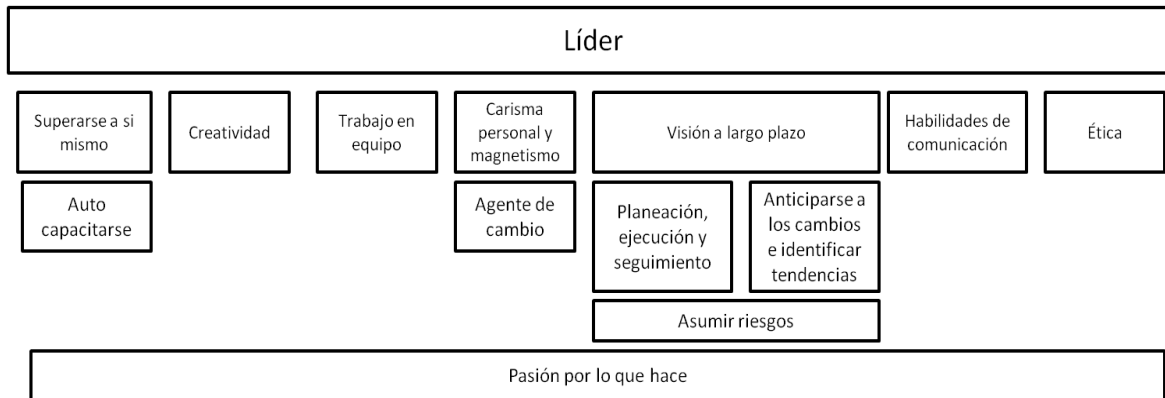 Líder
Superarse a si
mismo
Creatividad
Trabajo en
equipo
Carisma
personal y
magnetismo
Visión a largo plazo
Habilidades de
comunicación
Ética
Auto
capacitarse
Agente de
cambio
Planeación,
ejecución y
seguimiento
Anticiparse a
los cambios
e identificar
tendencias
Asumir riesgos
Pasión por lo que hace